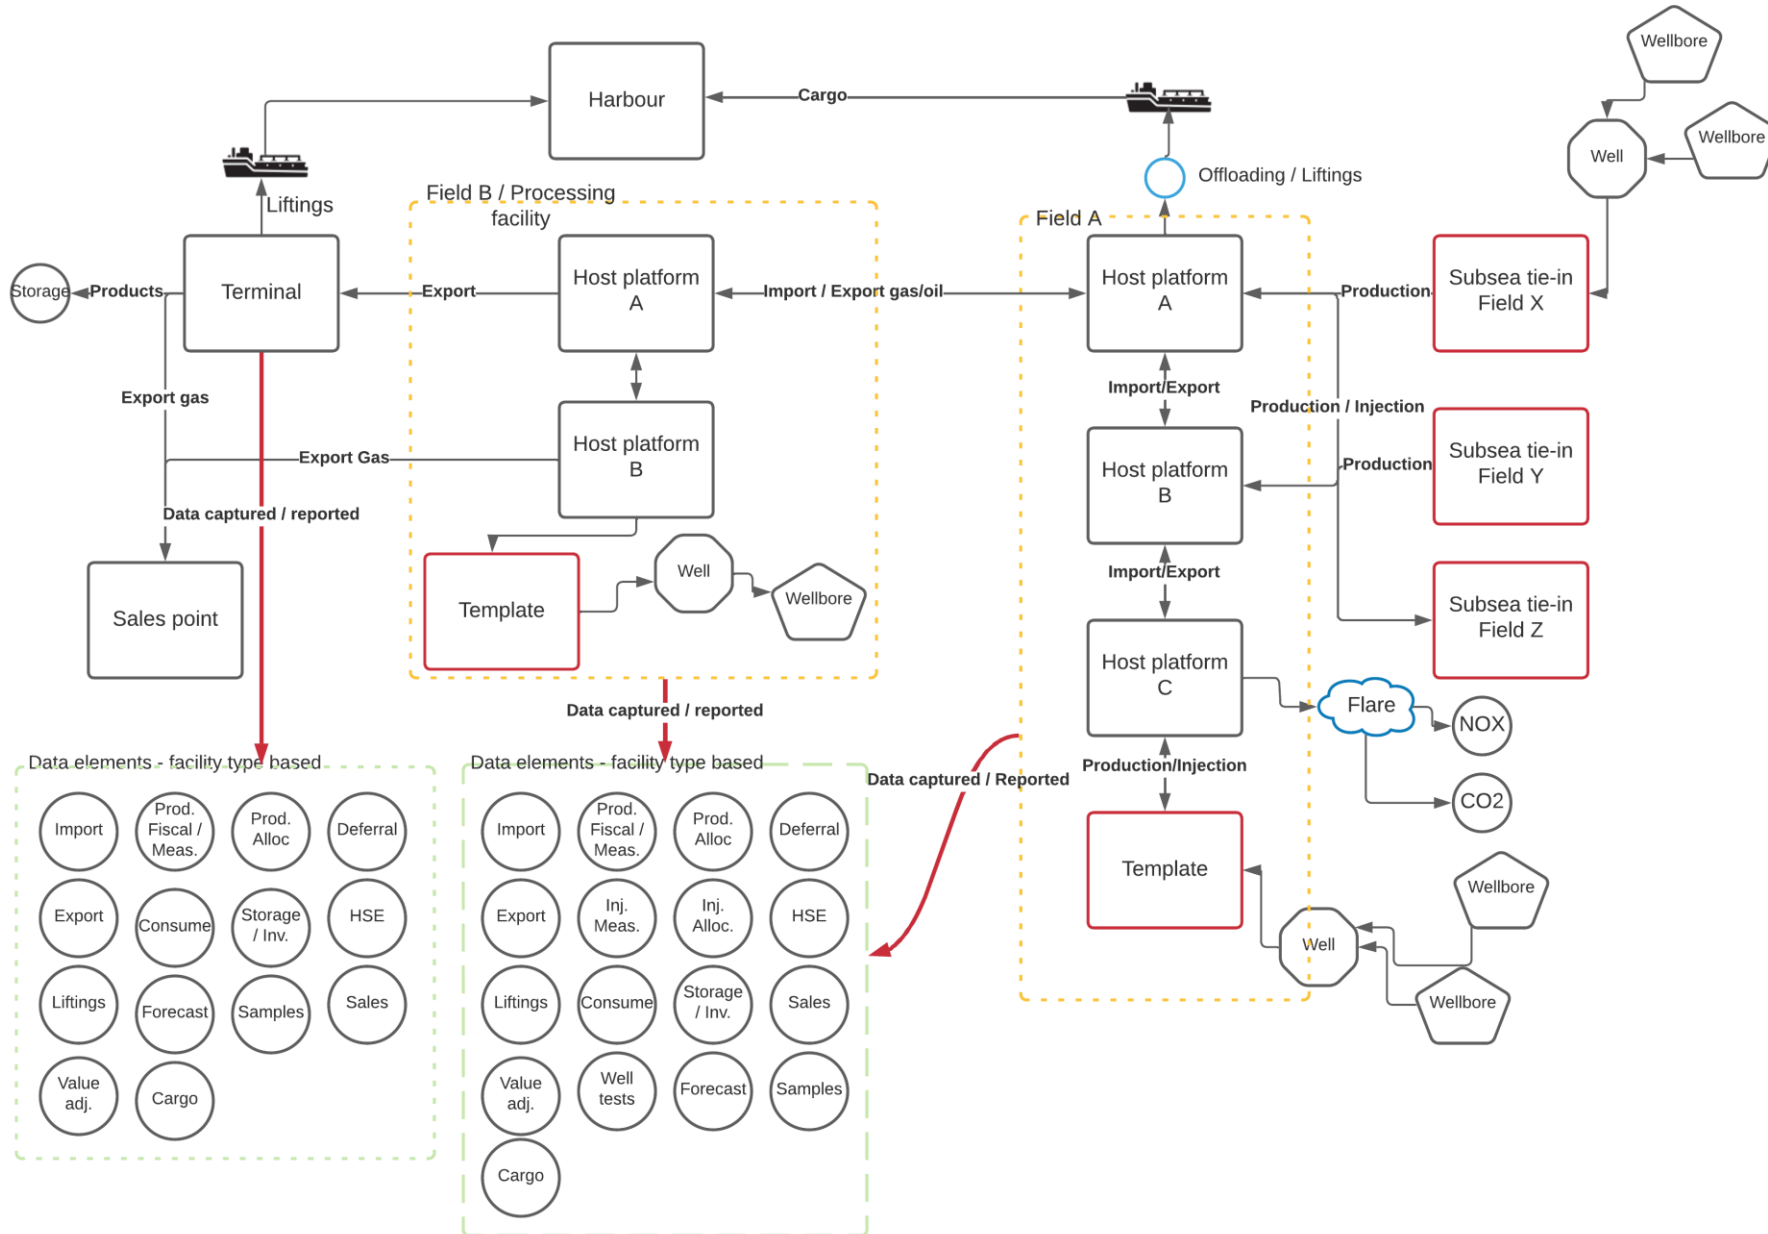 Wellbore
Harbour
Cargo
Wellbore
Well
Liftings
Offloading / Liftings
Field B / Processing
facility
Field A
Storage
Products
Terminal
Export
Host platform
A
Import / Export gas/oil
Host platform
A
Production
Subsea tie-in
Field X
Export gas
Import/Export
Production / Injection
Export Gas
Host platform
B
Host platform
B
Production
Subsea tie-in
Field Y
Data captured / reported
Sales point
Template
Well
Wellbore
Import/Export
Host platform
C
Subsea tie-in
Field Z
Flare
NOX
CO2
Data captured / reported
Production/Injection
Data captured / Reported
Template
Well
Wellbore
Wellbore
Data elements - facility type based
Import
Prod.
Fiscal /
Meas.
Prod.
Alloc
Deferral
Export
Consume
Storage
/ Inv.
HSE
Liftings
Forecast
Samples
Sales
Value
adj.
Cargo
Data elements - facility type based
Import
Prod.
Fiscal /
Meas.
Prod.
Alloc
Deferral
Export
Inj.
Meas.
Inj.
Alloc.
HSE
Liftings
Consume
Storage
/ Inv.
Sales
Value
adj.
Well
tests
Forecast
Samples
Cargo